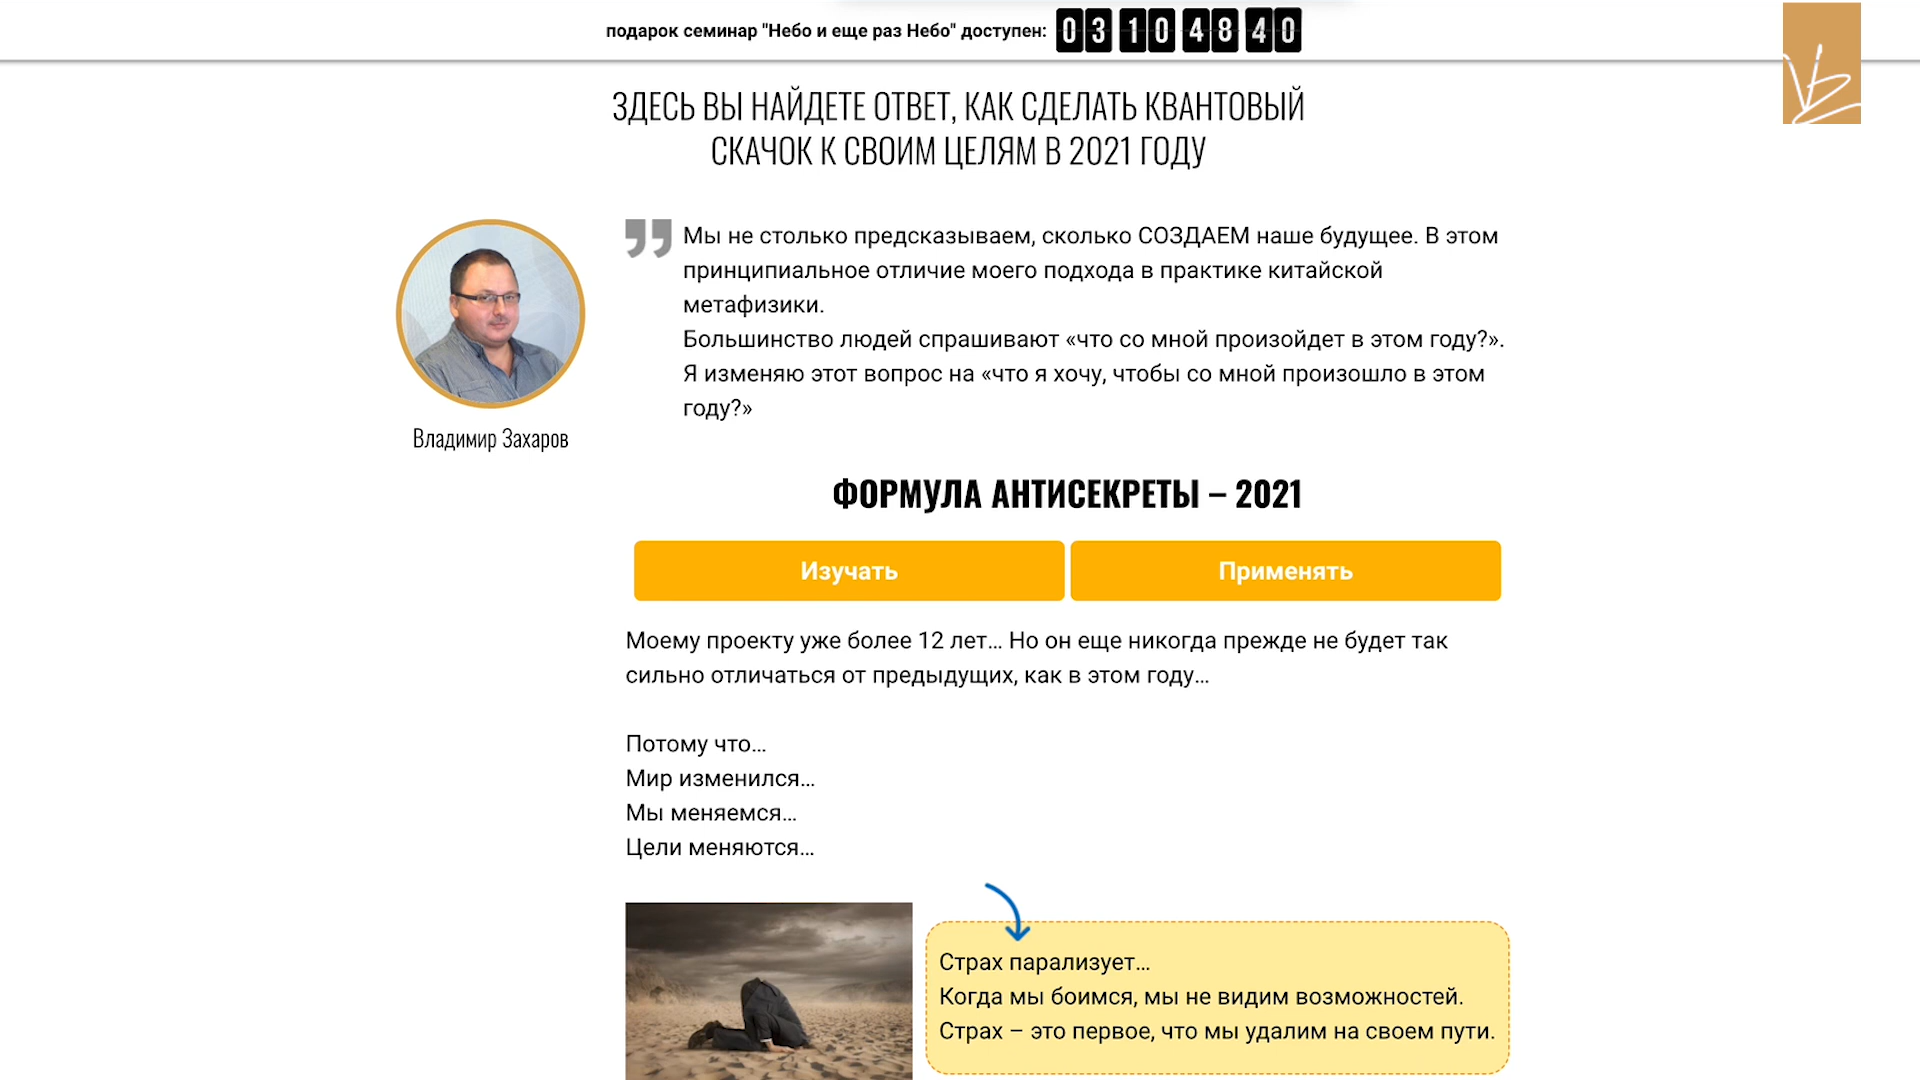 подарок семинар "Небо и еще раз Небо" доступен: 03 10 48 40
ЗДЕСЬ ВЫ НАЙДЕТЕ ОТВЕТ, КАК СДЕЛАТЬ КВАНТОВЫЙ
СКАЧОК К СВОИМ ЦЕЛЯМ В 2021 ГОДУ
Мы не столько предсказываем, сколько СОЗДАЕМ наше будущее. В этом
принципиальное отличие моего подхода в практике китайской
метафизики.
Большинство людей спрашивают «что со мной произойдет в этом году?».
Я изменяю этот вопрос на «что я хочу, чтобы со мной произошло в этом
году?»
Владимир Захаров
ФОРМУЛА АНТИСЕКРЕТЫ – 2021
Изучать
Применять
Моему проекту уже более 12 лет... Но он еще никогда прежде не будет так
сильно отличаться от предыдущих, как в этом году...
Потому что...
Мир изменился...
Мы меняемся...
Цели меняются...
Страх парализует...
Когда мы боимся, мы не видим возможностей.
Страх – это первое, что мы удалим на своем пути.